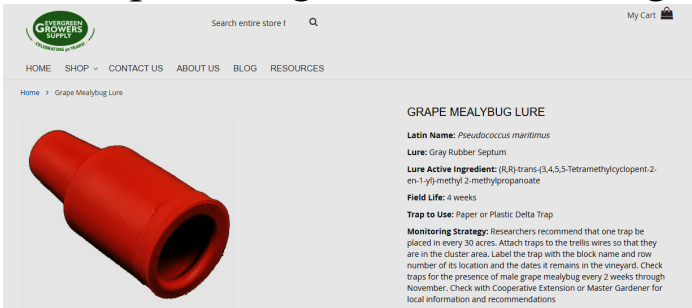 EVERGREEN
GROWERS
SUPPLY
Search entire store h
My Cart
HOME SHOP CONTACT US ABOUT US BLOG RESOURCES
Home > Grape Mealybug Lure
GRAPE MEALYBUG LURE
Latin Name: Pseudococcus maritimus
Lure: Gray Rubber Septum
Lure Active Ingredient: (R,R)-trans-(3,4,5,5-Tetramethylcyclopent-2-
en-1-yl)-methyl 2-methylpropanoate
Field Life: 4 weeks
Trap to Use: Paper or Plastic Delta Trap
Monitoring Strategy: Researchers recommend that one trap be
placed in every 30 acres. Attach traps to the trellis wires so that they
are in the cluster area. Label the trap with the block name and row
number of its location and the dates it remains in the vineyard. Check
traps for the presence of male grape mealybug every 2 weeks through
November. Check with Cooperative Extension or Master Gardener for
local information and recommendations